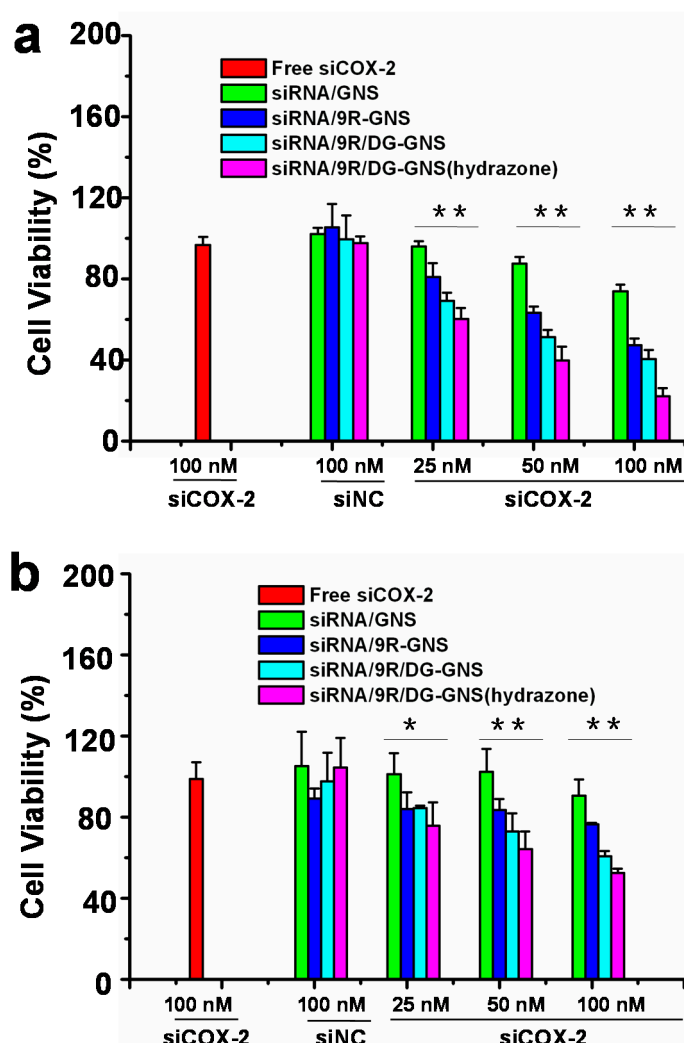 a
200
160
120
80
40
0
Cell Viability (%)
Free siCOX-2
siRNA/GNS
siRNA/9R-GNS
siRNA/9R/DG-GNS
siRNA/9R/DG-GNS(hydrazone)
* * * * * *
100 nM 100 nM 25 nM 50 nM 100 nM
siCOX-2 siNC siCOX-2
b
200
160
120
80
40
0
Cell Viability (%)
Free siCOX-2
siRNA/GNS
siRNA/9R-GNS
siRNA/9R/DG-GNS
siRNA/9R/DG-GNS(hydrazone)
* * * * *
100 nM 100 nM 25 nM 50 nM 100 nM
siCOX-2 siNC siCOX-2